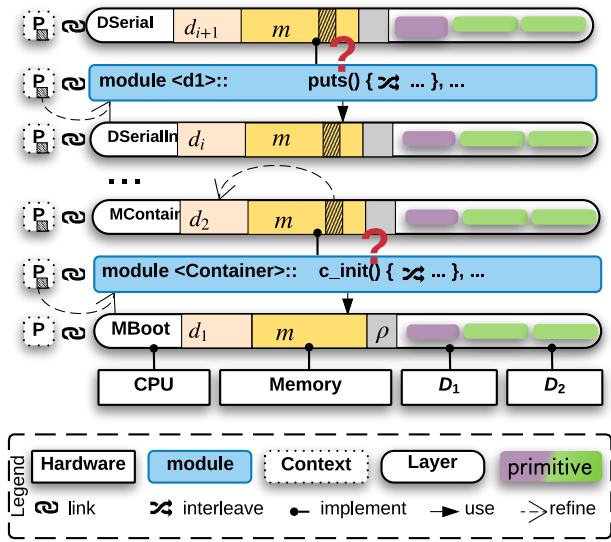 P DSerial d_{i+1} m
?
module <d1>:: puts() { ... }, ...
P
P DSerialIn d_i m
...
P MContain d_2 m
?
P module <Container>:: c_init() { ... }, ...
P MBoot d_1 m ρ
CPU Memory D_1 D_2
Legend
Hardware module Context Layer primitive
link interleave implement use refine